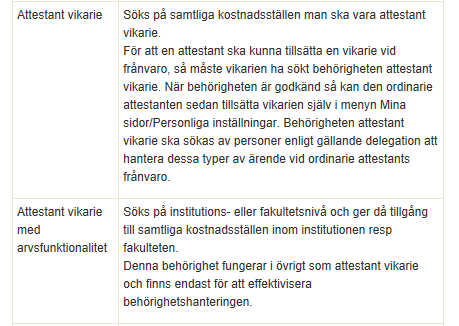 Attestant vikarie
Söks på samtliga kostnadsställen man ska vara attestant
vikarie.
För att en attestant ska kunna tillsätta en vikarie vid
frånvaro, så måste vikarien ha sökt behörigheten attestant
vikarie. När behörigheten är godkänd så kan den ordinarie
attestanten sedan tillsätta vikarien själv i menyn Mina
sidor/Personliga inställningar. Behörigheten attestant
vikarie ska sökas av personer enligt gällande delegation att
hantera dessa typer av ärende vid ordinarie attestants
frånvaro.
Attestant vikarie
med
arvsfunktionalitet
Söks på institutions- eller fakultetsnivå och ger då tillgång
till samtliga kostnadsställen inom institutionen resp
fakulteten.
Denna behörighet fungerar i övrigt som attestant vikarie
och finns endast för att effektivisera
behörighetshanteringen.